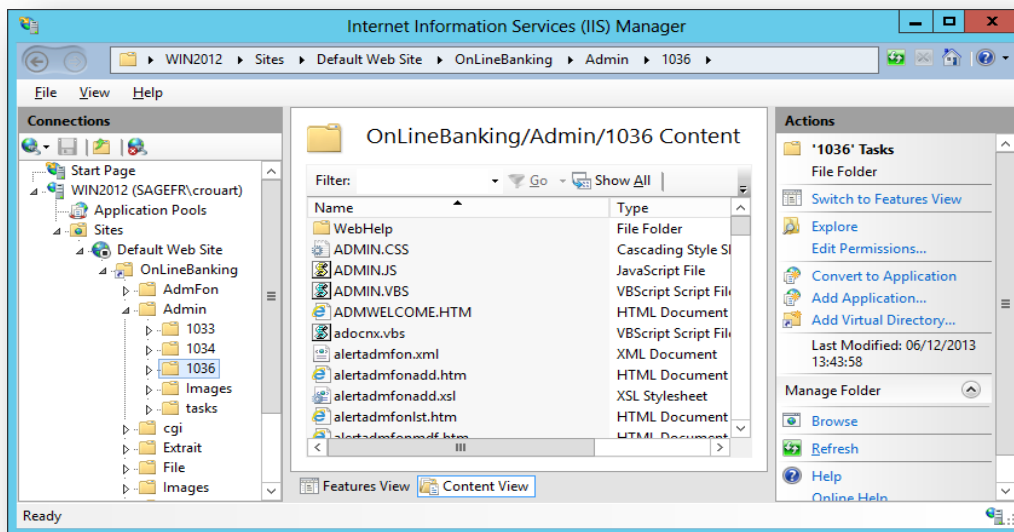 Internet Information Services (IIS) Manager
WIN2012 Sites Default Web Site OnLineBanking Admin 1036
File View Help
Connections
Start Page
WIN2012 (SAGEFR\crouart)
Application Pools
Sites
Default Web Site
OnLineBanking
AdmFon
Admin
1033
1034
1036
Images
tasks
cgi
Extrait
File
Images
OnLineBanking/Admin/1036 Content
Filter: Go Show All
Name Type
WebHelp File Folder
ADMIN.CSS Cascading Style Sl
ADMIN.JS JavaScript File
ADMIN.VBS VBScript Script File
ADMWELCOME.HTM HTML Document
adocnx.vbs VBScript Script File
alertadmfon.xml XML Document
alertadmfonadd.htm HTML Document
alertadmfonadd.xsl XSL Stylesheet
alertadmfonlst.htm HTML Document
alertadmfonmdf.htm HTML Document
Features View Content View
Actions
'1036' Tasks
File Folder
Switch to Features View
Explore
Edit Permissions...
Convert to Application
Add Application...
Add Virtual Directory...
Last Modified: 06/12/2013
13:43:58
Manage Folder
Browse
Refresh
Help
Online Help
Ready